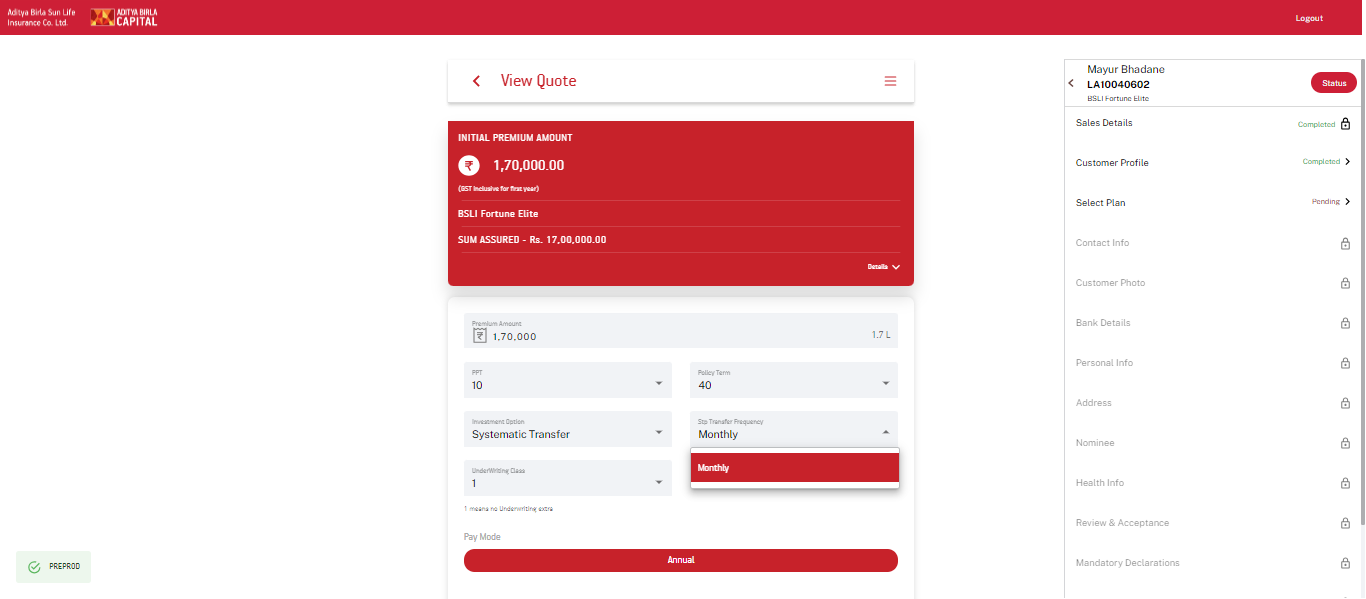 Aditya Birla Sun Life
Insurance Co. Ltd.
ADITYA BIRLA
CAPITAL
Logout
View Quote
INITIAL PREMIUM AMOUNT
₹ 1,70,000.00
(GST Inclusive for first year)
BSLI Fortune Elite
SUM ASSURED - Rs. 17,00,000.00
Details
Premium Amount
₹ 1,70,000
1.7 L
PPT
10
Policy Term
40
Investment Option
Systematic Transfer
Stp Transfer Frequency
Monthly
Monthly
UnderWriting Class
1
1 means no Underwriting extra
Pay Mode
Annual
PREPROD
Mayur Bhadane
LA10040602
BSLI Fortune Elite
Status
Sales Details
Completed
Customer Profile
Completed
Select Plan
Pending
Contact Info
Customer Photo
Bank Details
Personal Info
Address
Nominee
Health Info
Review & Acceptance
Mandatory Declarations